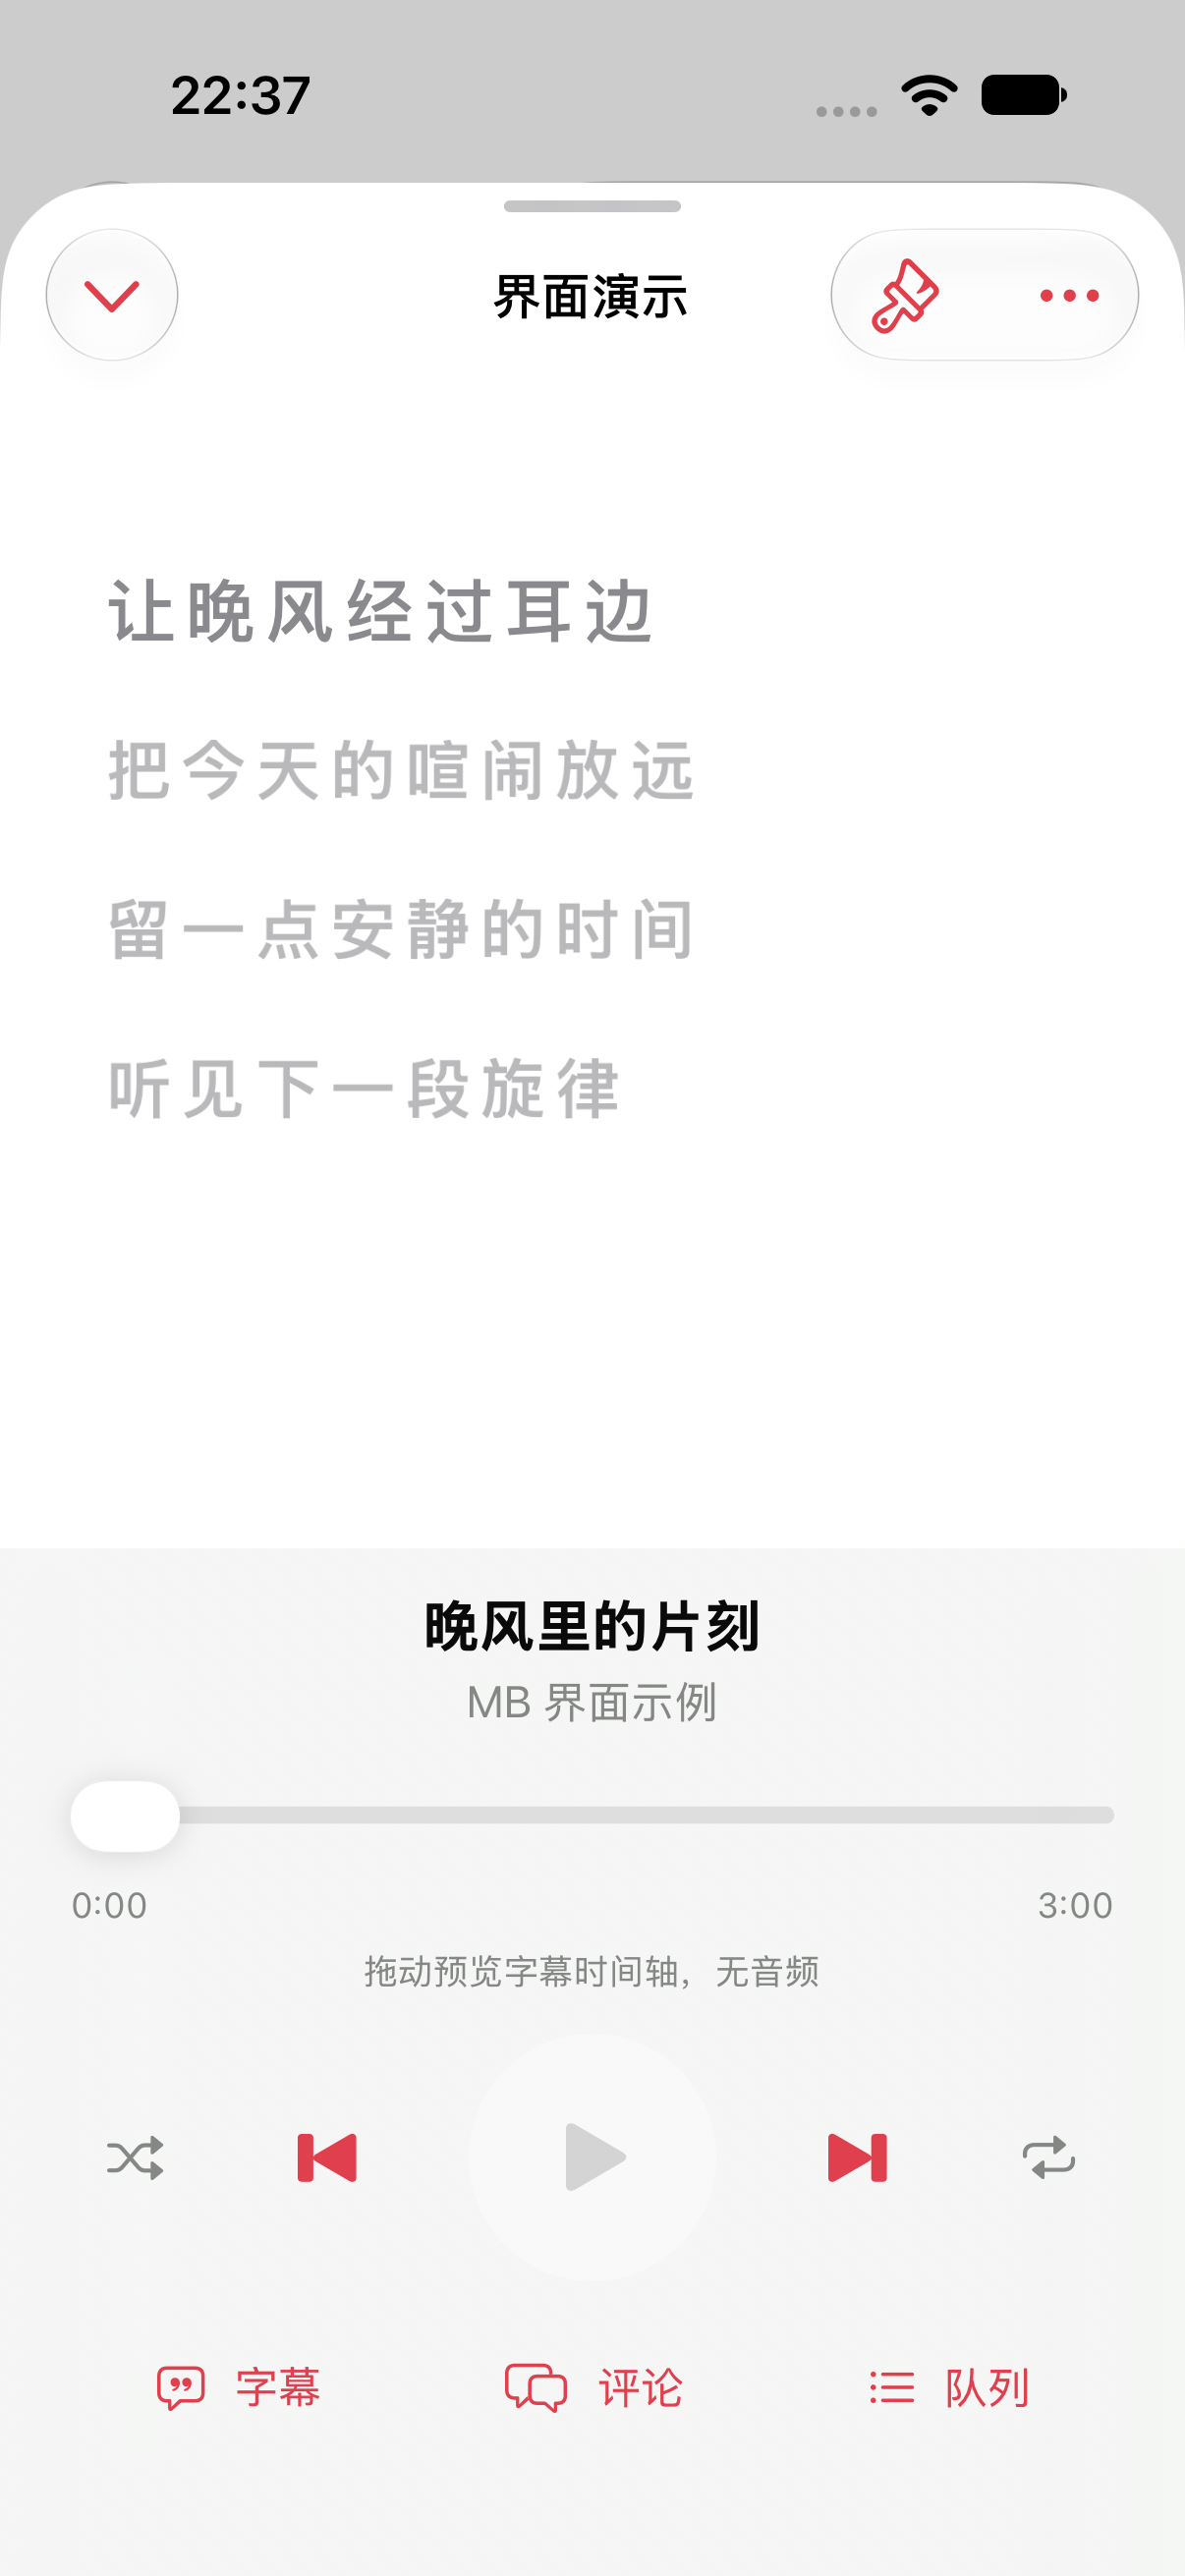 22:37
界面演示
让晚风经过耳边
把今天的喧闹放远
留一点安静的时间
听见下一段旋律
晚风里的片刻
MB 界面示例
0:00 3:00
拖动预览字幕时间轴，无音频
字幕 评论 队列